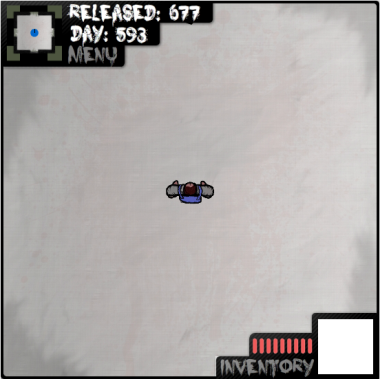 RELEASED: 677
DAY: 593
MENU
INVENTORY